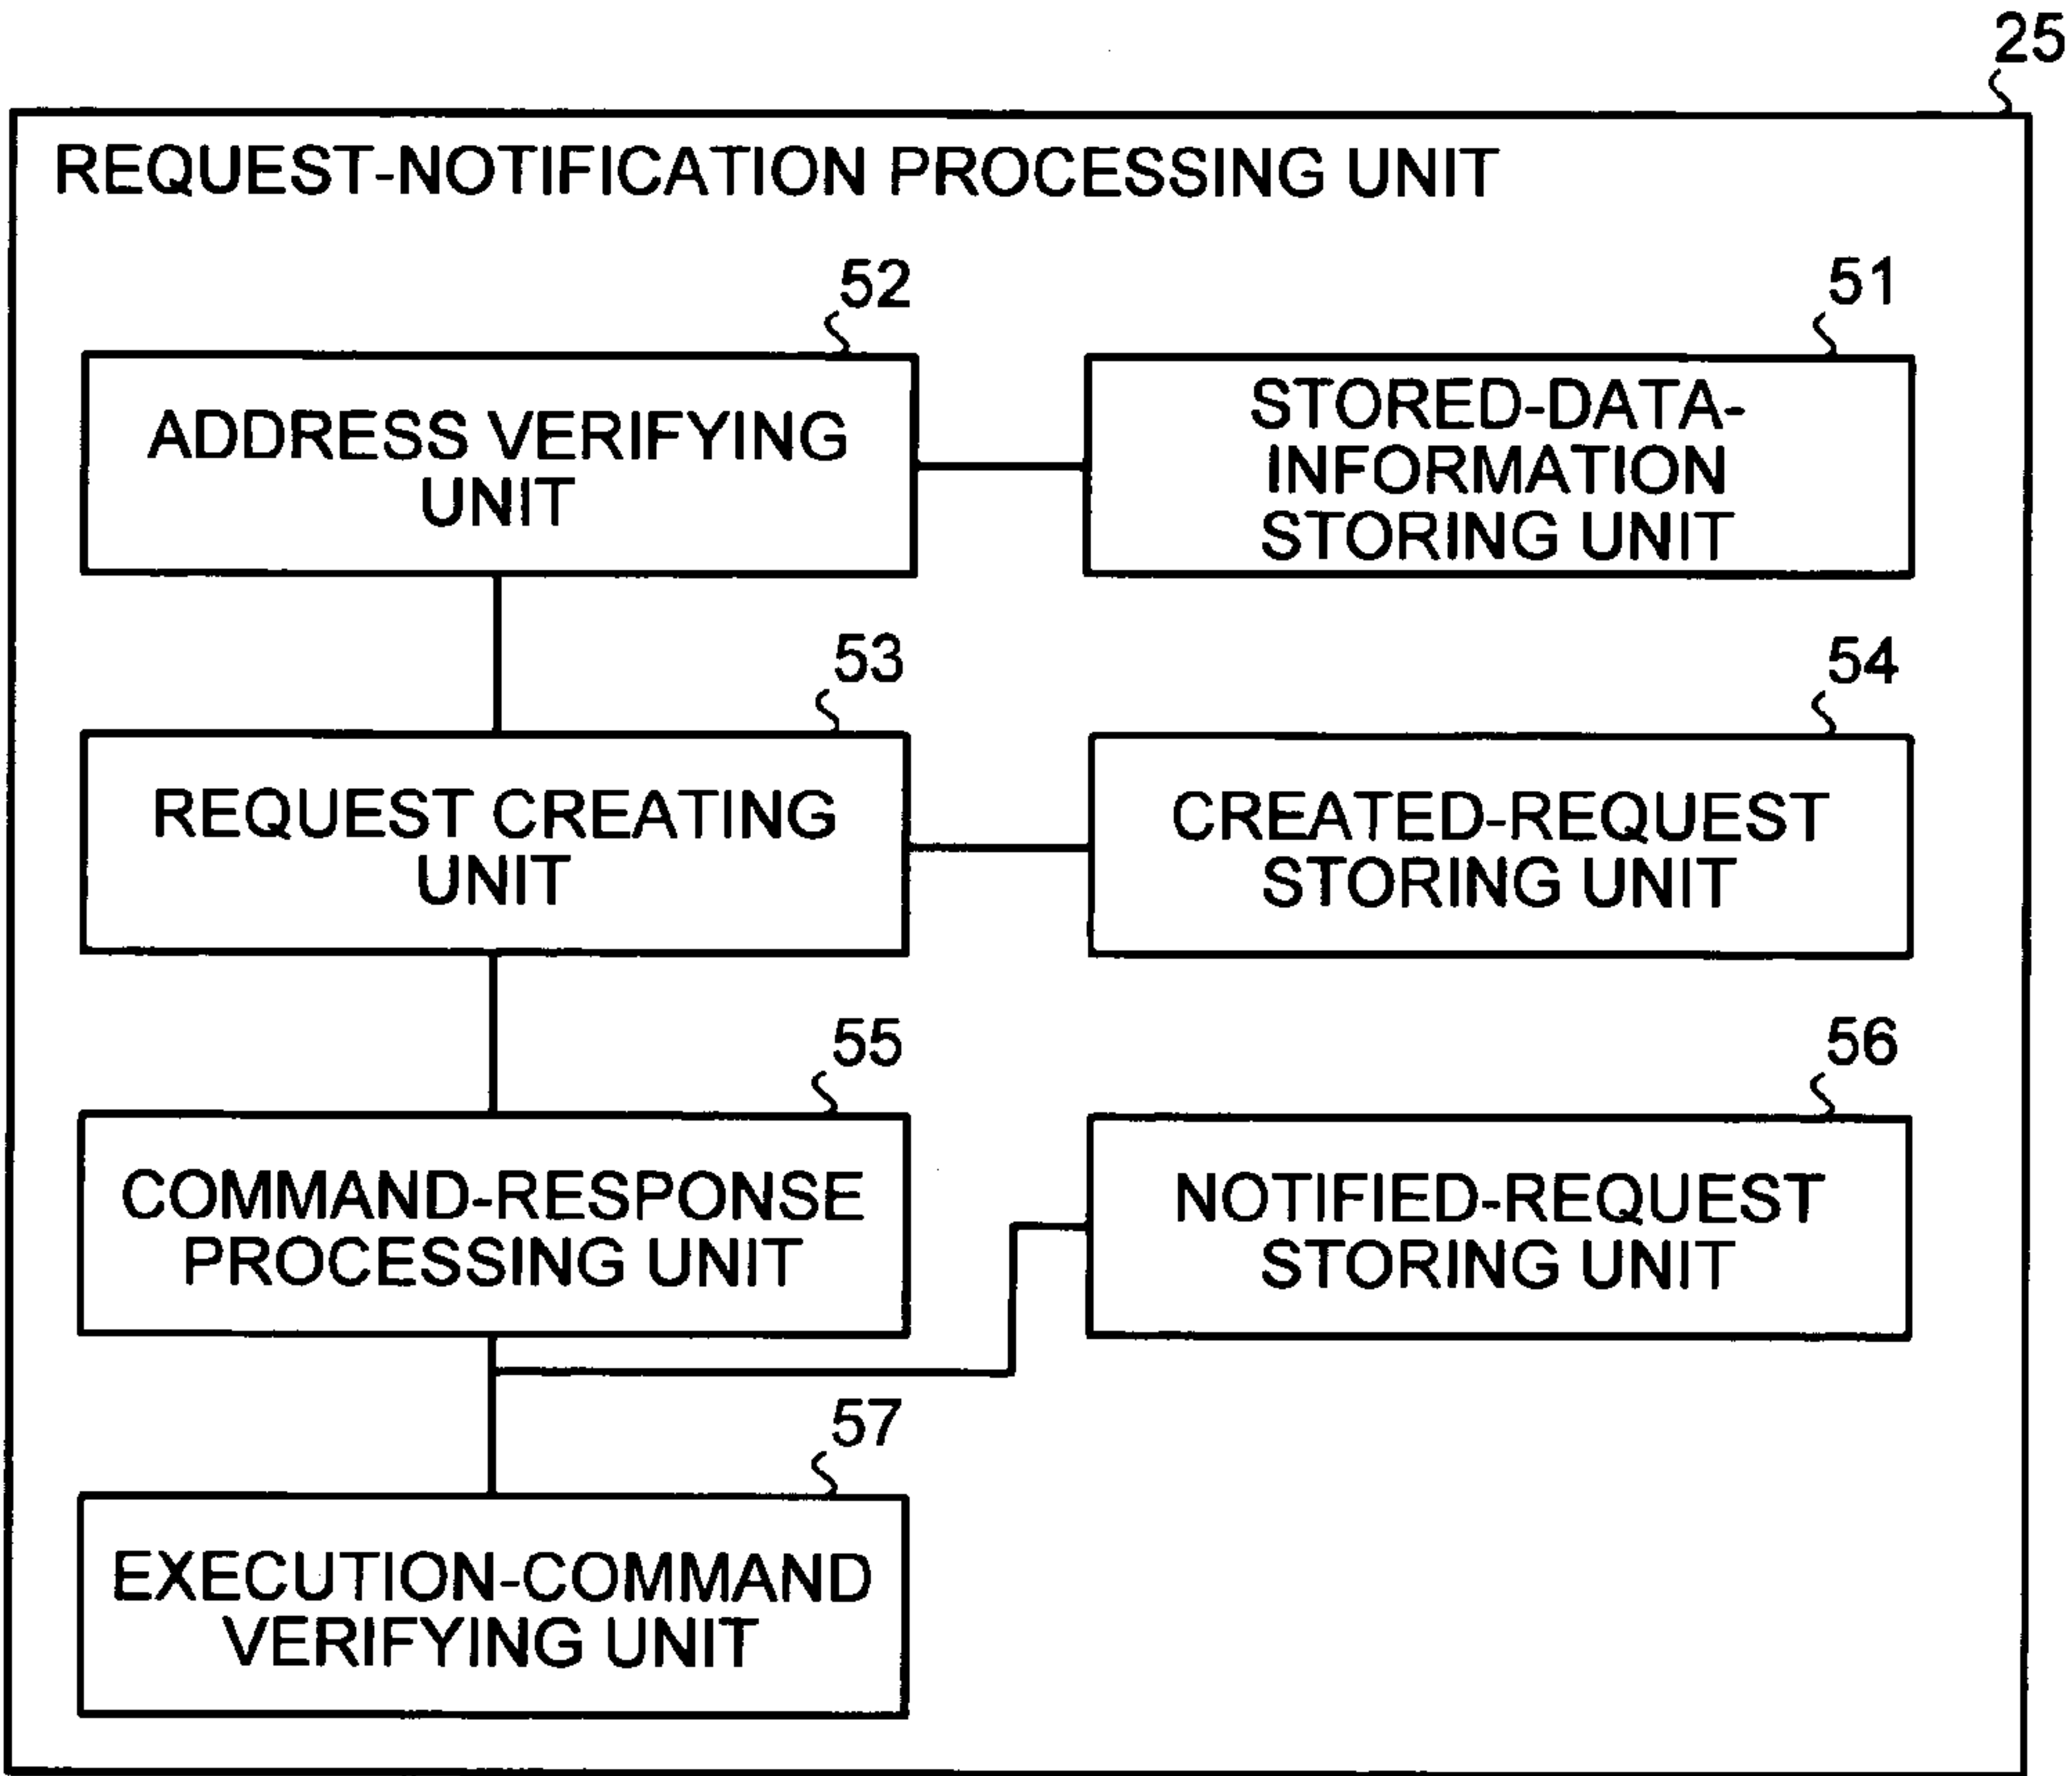 25
REQUEST-NOTIFICATION PROCESSING UNIT
52
ADDRESS VERIFYING
UNIT
51
STORED-DATA-
INFORMATION
STORING UNIT
53
REQUEST CREATING
UNIT
54
CREATED-REQUEST
STORING UNIT
55
COMMAND-RESPONSE
PROCESSING UNIT
56
NOTIFIED-REQUEST
STORING UNIT
57
EXECUTION-COMMAND
VERIFYING UNIT